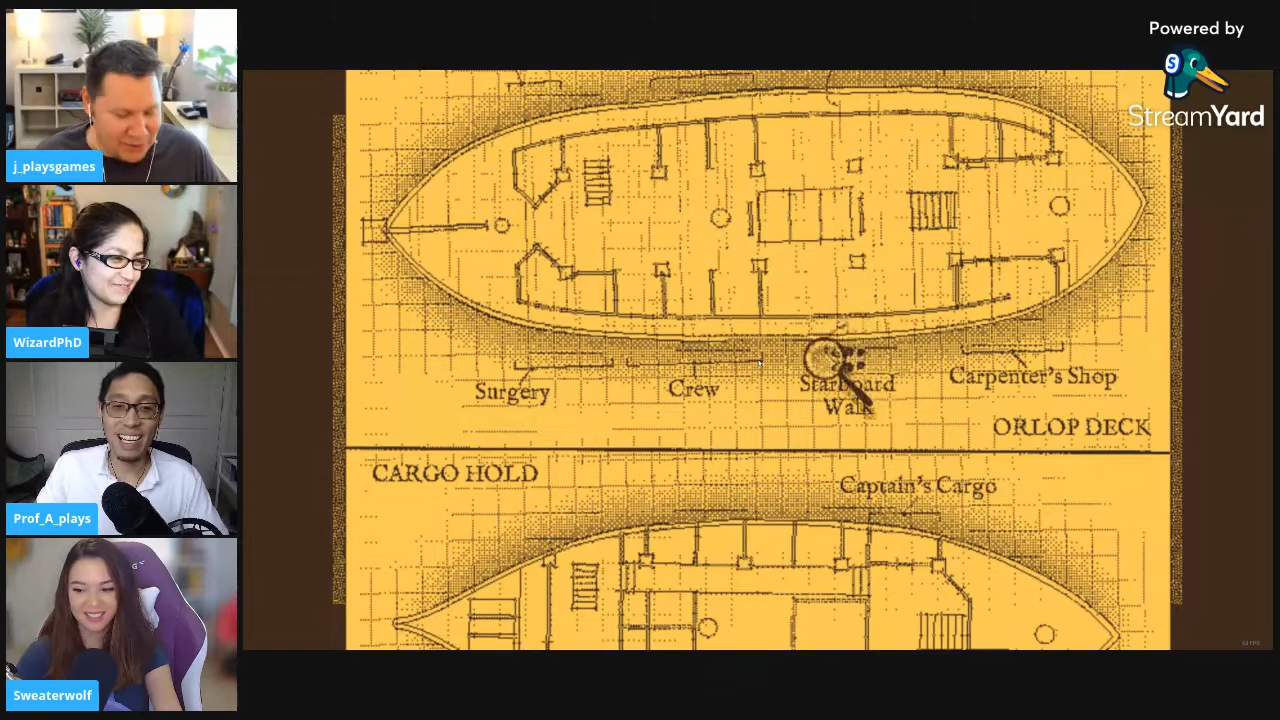 Powered by
StreamYard
j_playsgames
WizardPhD
Prof_A_plays
Sweaterwolf
Surgery
Crew
Starboard
Walk
Carpenter's Shop
ORLOP DECK
CARGO HOLD
Captain's Cargo